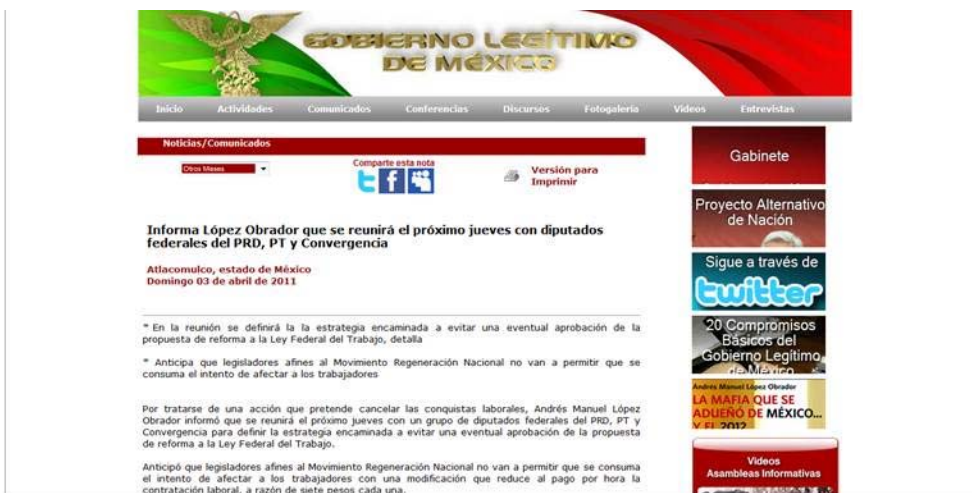 GOBIERNO LEGÍTIMO
DE MÉXICO
Inicio Actividades Comunicados Conferencias Discursos Fotogaleria Videos Entrevistas
Noticias/Comunicados
Otros Meses
Comparte esta nota
Versión para
Imprimir
Informa López Obrador que se reunirá el próximo jueves con diputados
federales del PRD, PT y Convergencia
Atlacomulco, estado de México
Domingo 03 de abril de 2011
* En la reunión se definirá la la estrategia encaminada a evitar una eventual aprobación de la
propuesta de reforma a la Ley Federal del Trabajo, detalla
* Anticipa que legisladores afines al Movimiento Regeneración Nacional no van a permitir que se
consuma el intento de afectar a los trabajadores
Por tratarse de una acción que pretende cancelar las conquistas laborales, Andrés Manuel López
Obrador informó que se reunirá el próximo jueves con un grupo de diputados federales del PRD, PT y
Convergencia para definir la estrategia encaminada a evitar una eventual aprobación de la propuesta
de reforma a la Ley Federal del Trabajo.
Anticipó que legisladores afines al Movimiento Regeneración Nacional no van a permitir que se consuma
el intento de afectar a los trabajadores con una modificación que reduce al pago por hora la
contratación laboral, a razón de siete pesos cada una.
Gabinete
Proyecto Alternativo
de Nación
Sigue a través de
twitter
20 Compromisos
Básicos del
Gobierno Legítimo
de México
Andrés Manuel López Obrador
LA MAFIA QUE SE
ADUEÑÓ DE MÉXICO...
Y EL 2012
Videos
Asambleas Informativas